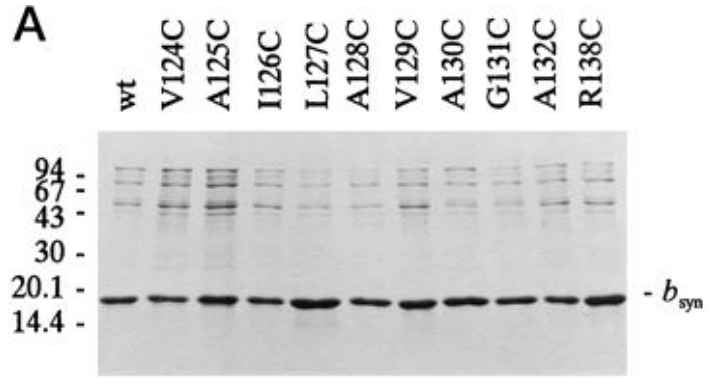 A
wt V124C A125C I126C L127C A128C V129C A130C G131C A132C R138C
94 -
67 -
43 -
30 -
20.1 -
14.4 -
- bsyn